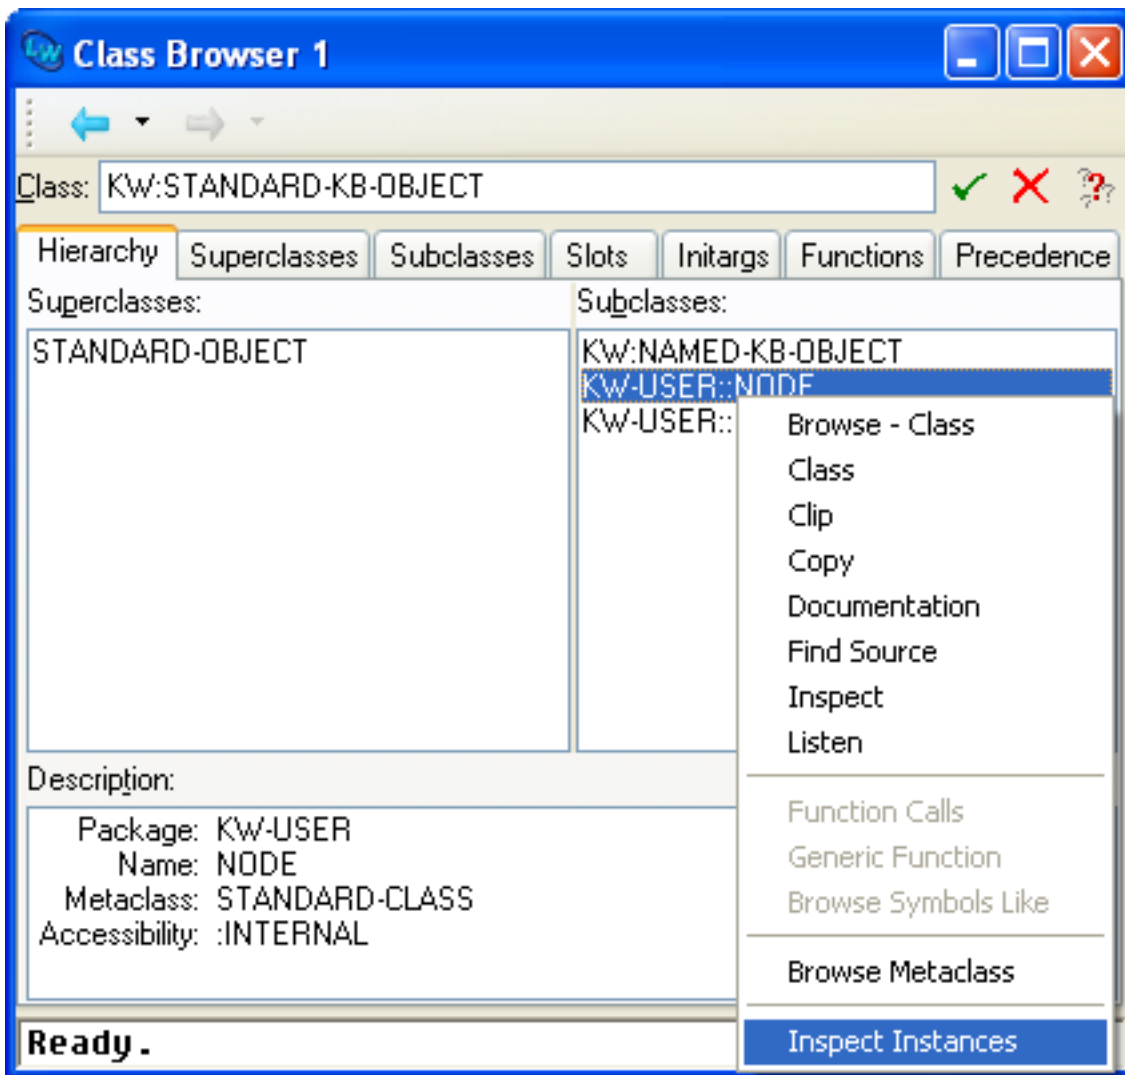 LW Class Browser 1
Class: KW:STANDARD-KB-OBJECT
Hierarchy Superclasses Subclasses Slots Initargs Functions Precedence
Superclasses: Subclasses:
STANDARD-OBJECT KW:NAMED-KB-OBJECT
KW-USER::NODE
KW-USER::
Browse - Class
Class
Clip
Copy
Documentation
Find Source
Inspect
Listen
Function Calls
Generic Function
Browse Symbols Like
Browse Metaclass
Inspect Instances
Description:
Package: KW-USER
Name: NODE
Metaclass: STANDARD-CLASS
Accessibility: :INTERNAL
Ready.